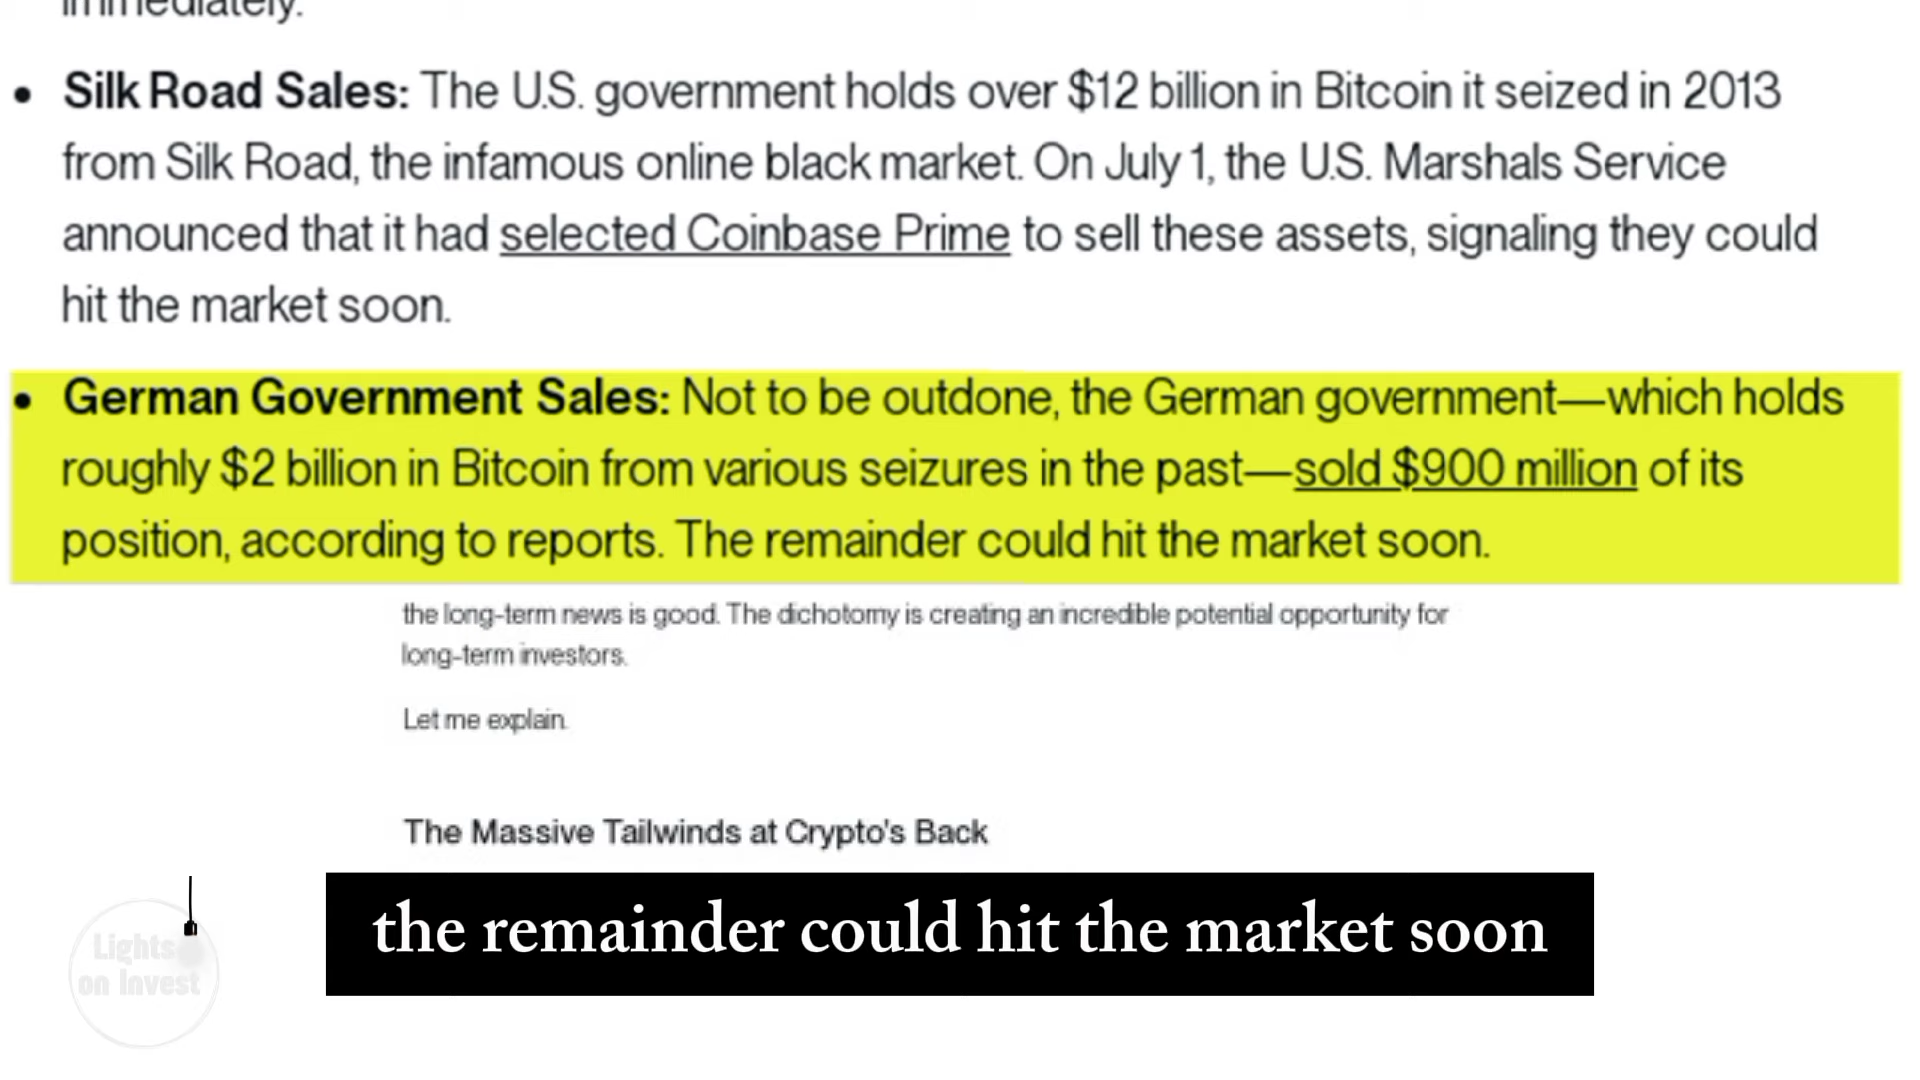 immediately.
• Silk Road Sales: The U.S. government holds over $12 billion in Bitcoin it seized in 2013
from Silk Road, the infamous online black market. On July 1, the U.S. Marshals Service
announced that it had selected Coinbase Prime to sell these assets, signaling they could
hit the market soon.
• German Government Sales: Not to be outdone, the German government—which holds
roughly $2 billion in Bitcoin from various seizures in the past—sold $900 million of its
position, according to reports. The remainder could hit the market soon.
the long-term news is good. The dichotomy is creating an incredible potential opportunity for
long-term investors.
Let me explain.
The Massive Tailwinds at Crypto's Back
the remainder could hit the market soon
Lights
on Invest